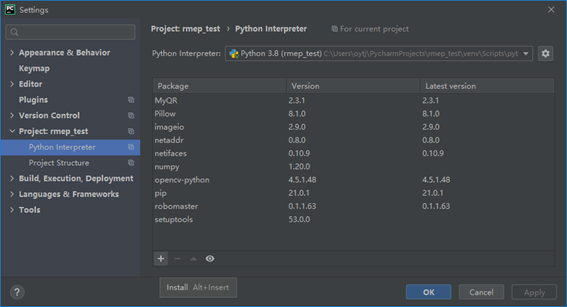 Settings
Appearance & Behavior
Keymap
Editor
Plugins
Version Control
Project: rmep_test
Python Interpreter
Project Structure
Build, Execution, Deployment
Languages & Frameworks
Tools
Project: rmep_test › Python Interpreter For current project
Python Interpreter: Python 3.8 (rmep_test) C:\Users\pytj\PycharmProjects\rmep_test\venv\Scripts\pyt
Package Version Latest version
MyQR 2.3.1 2.3.1
Pillow 8.1.0 8.1.0
imageio 2.9.0 2.9.0
netaddr 0.8.0 0.8.0
netifaces 0.10.9 0.10.9
numpy 1.20.0
opencv-python 4.5.1.48 4.5.1.48
pip 21.0.1 21.0.1
robomaster 0.1.1.63 0.1.1.63
setuptools 53.0.0
Install Alt+Insert
OK Cancel Apply